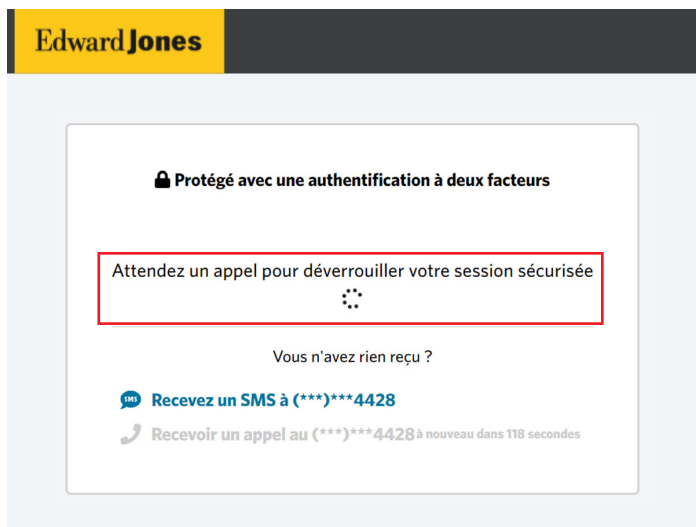 Edward Jones
Protégé avec une authentification à deux facteurs
Attendez un appel pour déverrouiller votre session sécurisée
Vous n'avez rien reçu ?
SMS Recevez un SMS à (***)***4428
Recevoir un appel au (***)***4428 à nouveau dans 118 secondes